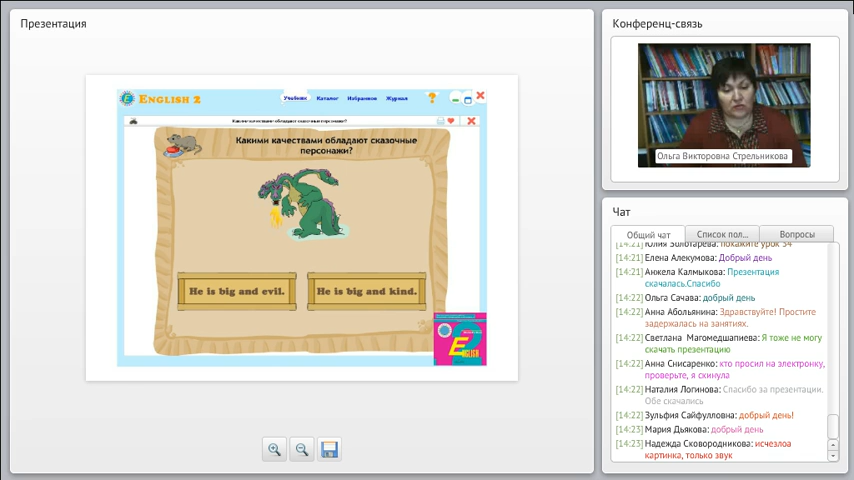 Презентация
ENGLISH 2
Учебник Каталог Избранное Журнал
?
Какими качествами обладают сказочные персонажи?
Какими качествами обладают сказочные
персонажи?
He is big and evil.
He is big and kind.
ENGLISH
Конференц-связь
Ольга Викторовна Стрельникова
Чат
Общий чат
Список пол...
Вопросы
[14:21] Юлия Золотарева: покажите урок 34
[14:21] Елена Алекумова: Добрый день
[14:21] Анжела Калмыкова: Презентация
скачалась.Спасибо
[14:22] Ольга Сачава: добрый день
[14:22] Анна Абольянина: Здравствуйте! Простите
задержалась на занятиях.
[14:22] Светлана Магомедшапиева: Я тоже не могу
скачать презентацию
[14:22] Анна Снисаренко: кто просил на електронку,
проверьте, я скинула
[14:22] Наталия Логинова: Спасибо за презентации.
Обе скачались
[14:22] Зульфия Сайфулловна: добрый день!
[14:23] Мария Дьякова: добрый день
[14:23] Надежда Сковородникова: исчезлоа
картинка, только звук